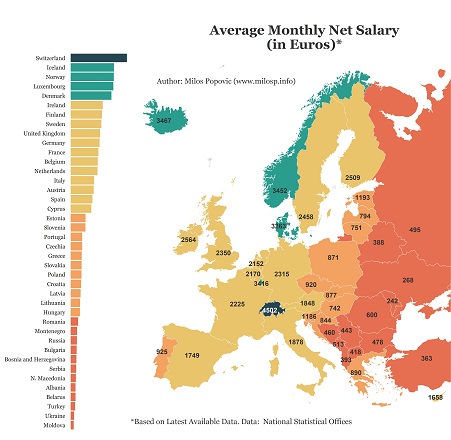 Average Monthly Net Salary
(in Euros)*
Author: Milos Popovic (www.milosp.info)
Switzerland
Iceland
Norway
Luxembourg
Denmark
Ireland
Finland
Sweden
United Kingdom
Germany
France
Belgium
Netherlands
Italy
Austria
Spain
Cyprus
Estonia
Slovenia
Portugal
Czechia
Greece
Slovakia
Poland
Croatia
Latvia
Lithuania
Hungary
Romania
Montenegro
Russia
Bulgaria
Bosnia and Herzegovina
Serbia
N. Macedonia
Albania
Belarus
Turkey
Ukraine
Moldova
3467
3452
2509
2458
3263
1193
794
751
495
388
2564
2350
2152
2170
2315
3416
871
920
268
877
242
2225
4502
1848
742
1186
844
600
460
443
613
478
418
393
363
925
1749
1878
890
1658
*Based on Latest Available Data. Data: National Statistical Offices